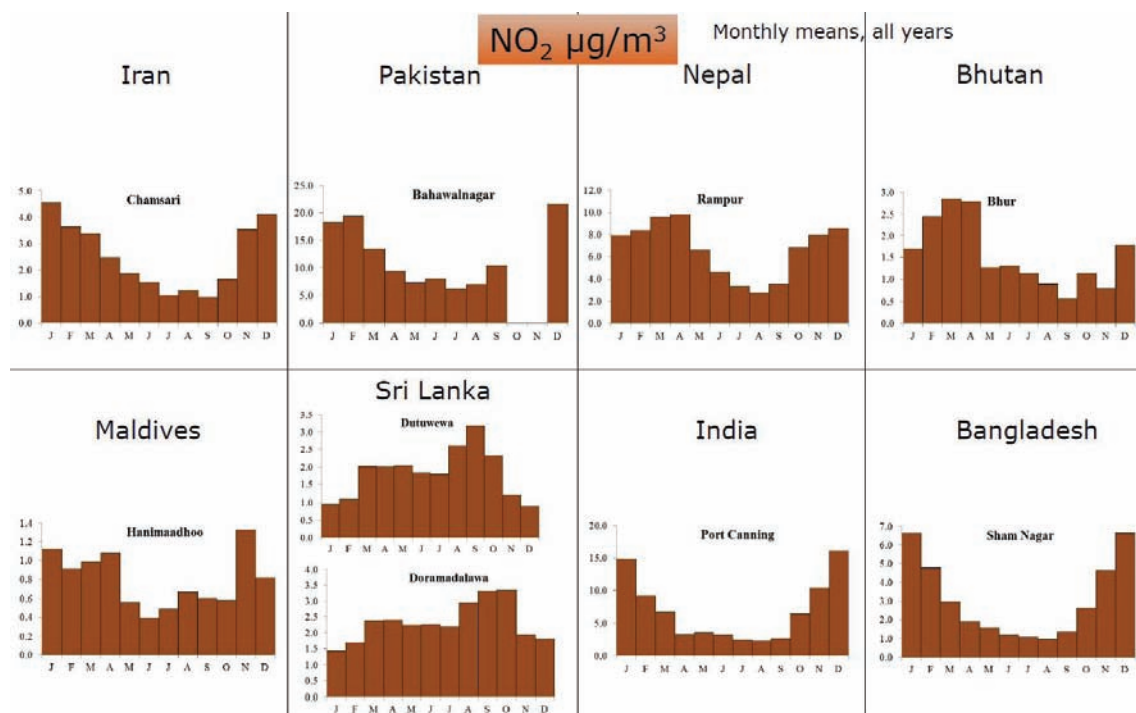 NO₂ µg/m³
Monthly means, all years
Iran
Pakistan
Nepal
Bhutan
Chamsari
5.0
4.0
3.0
2.0
1.0
0.0
J F M A M J J A S O N D
Bahawalnagar
25.0
20.0
15.0
10.0
5.0
0.0
J F M A M J J A S O N D
Rampur
12.0
10.0
8.0
6.0
4.0
2.0
0.0
J F M A M J J A S O N D
Bhur
3.0
2.5
2.0
1.5
1.0
0.5
0.0
J F M A M J J A S O N D
Maldives
Sri Lanka
India
Bangladesh
Hanimaadhoo
1.4
1.2
1.0
0.8
0.6
0.4
0.2
0.0
J F M A M J J A S O N D
Dutuwewa
3.5
3.0
2.5
2.0
1.5
1.0
0.5
0.0
J F M A M J J A S O N D
Doramadalawa
4.0
3.5
3.0
2.5
2.0
1.5
1.0
0.5
0.0
J F M A M J J A S O N D
Port Canning
20.0
15.0
10.0
5.0
0.0
J F M A M J J A S O N D
Sham Nagar
7.0
6.0
5.0
4.0
3.0
2.0
1.0
0.0
J F M A M J J A S O N D